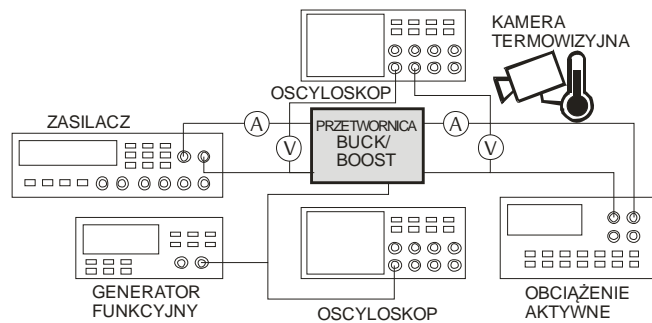 KAMERA
TERMOWIZYJNA
OSCYLOSKOP
ZASILACZ
A
V
PRZETWORNICA
BUCK/
BOOST
A
V
GENERATOR
FUNKCYJNY
OSCYLOSKOP
OBCIĄŻENIE
AKTYWNE